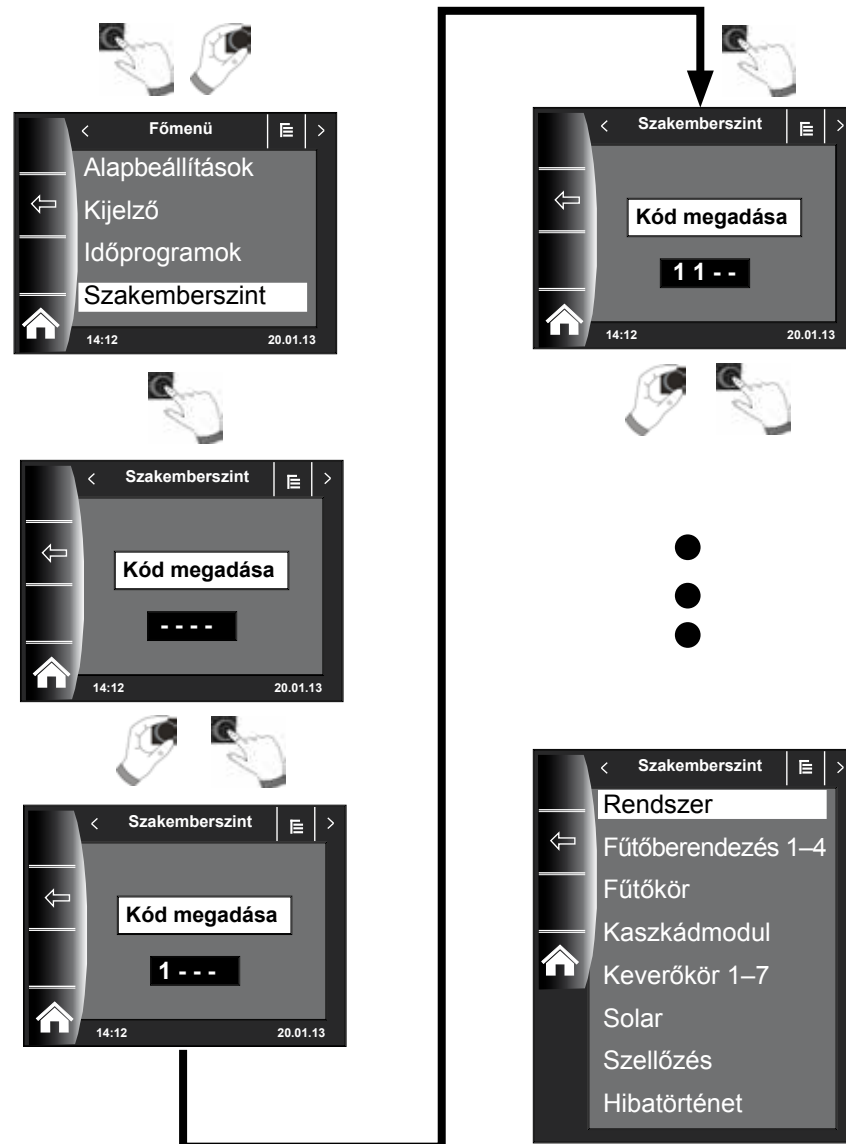 Főmenü
Alapbeállítások
Kijelző
Időprogramok
Szakemberszint
14:12 20.01.13
Szakemberszint
Kód megadása
- - - -
14:12 20.01.13
Szakemberszint
Kód megadása
1 - - -
14:12 20.01.13
Szakemberszint
Kód megadása
1 1 - -
14:12 20.01.13
Szakemberszint
Rendszer
Fűtőberendezés 1–4
Fűtőkör
Kaszkádmodul
Keverőkör 1–7
Solar
Szellőzés
Hibatörténet